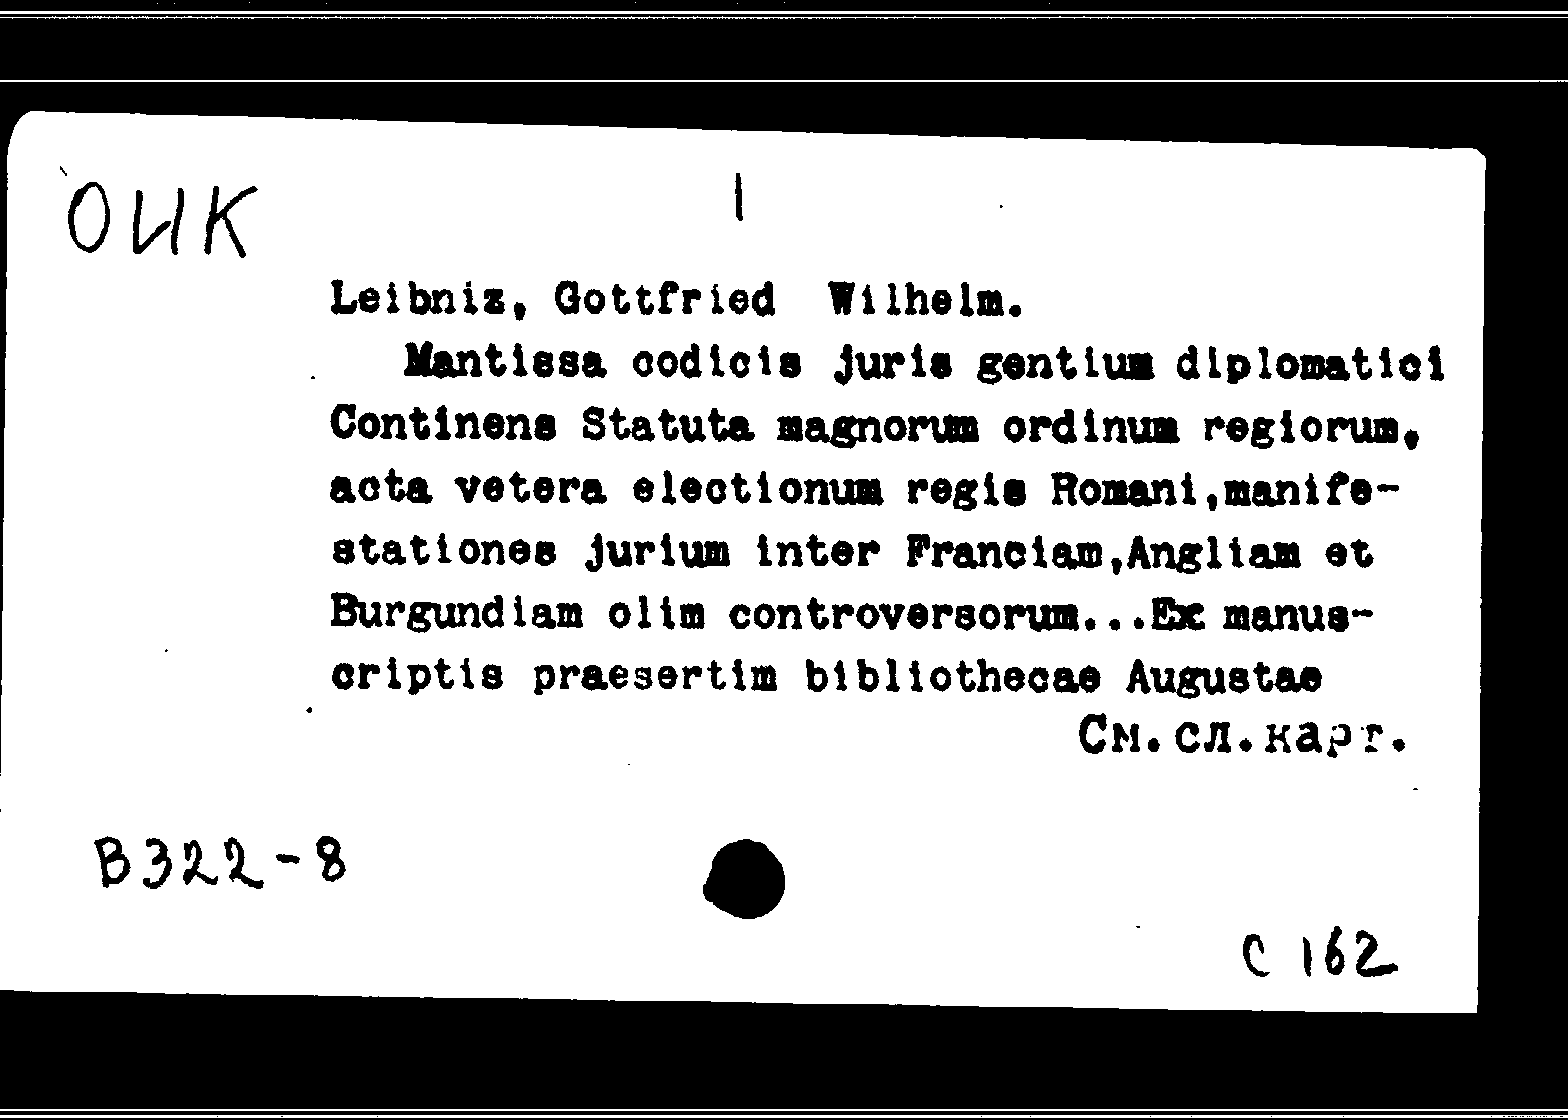 ОИК
1
Leibniz, Gottfried Wilhelm.
Mantissa codicis juris gentium diplomatici
Continens Statuta magnorum ordinum regiorum,
acta vetera electionum regis Romani,manife-
stationes jurium inter Franciam,Angliam et
Burgundiam olim controversorum...Ex manus-
criptis praesertim bibliothecae Augustae
См.сл.карт.
В322-8
С 162